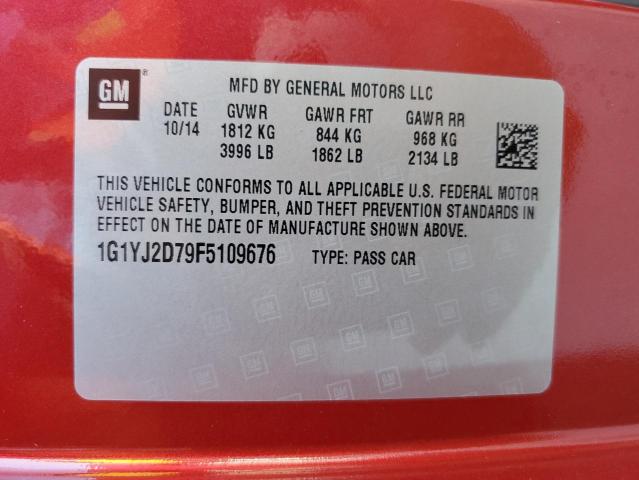 GM ®
MFD BY GENERAL MOTORS LLC
DATE GVWR GAWR FRT GAWR RR
10/14 1812 KG 844 KG 968 KG
3996 LB 1862 LB 2134 LB
THIS VEHICLE CONFORMS TO ALL APPLICABLE U.S. FEDERAL MOTOR
VEHICLE SAFETY, BUMPER, AND THEFT PREVENTION STANDARDS IN
EFFECT ON THE DATE OF MANUFACTURE SHOWN ABOVE.
1G1YJ2D79F5109676 TYPE: PASS CAR